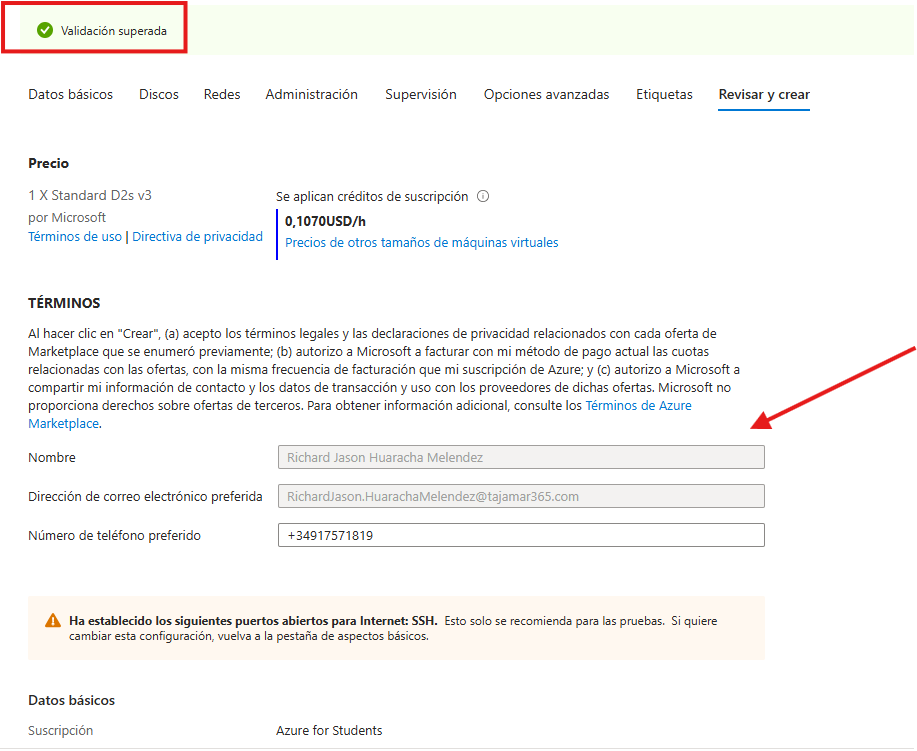 Validación superada
Datos básicos Discos Redes Administración Supervisión Opciones avanzadas Etiquetas Revisar y crear
Precio
1 X Standard D2s v3
por Microsoft
Términos de uso | Directiva de privacidad
Se aplican créditos de suscripción
0,1070USD/h
Precios de otros tamaños de máquinas virtuales
TÉRMINOS
Al hacer clic en "Crear", (a) acepto los términos legales y las declaraciones de privacidad relacionados con cada oferta de
Marketplace que se enumeró previamente; (b) autorizo a Microsoft a facturar con mi método de pago actual las cuotas
relacionadas con las ofertas, con la misma frecuencia de facturación que mi suscripción de Azure; y (c) autorizo a Microsoft a
compartir mi información de contacto y los datos de transacción y uso con los proveedores de dichas ofertas. Microsoft no
proporciona derechos sobre ofertas de terceros. Para obtener información adicional, consulte los Términos de Azure
Marketplace.
Nombre Richard Jason Huaracha Melendez
Dirección de correo electrónico preferida RichardJason.HuarachaMelendez@tajamar365.com
Número de teléfono preferido +34917571819
Ha establecido los siguientes puertos abiertos para Internet: SSH. Esto solo se recomienda para las pruebas. Si quiere
cambiar esta configuración, vuelva a la pestaña de aspectos básicos.
Datos básicos
Suscripción Azure for Students